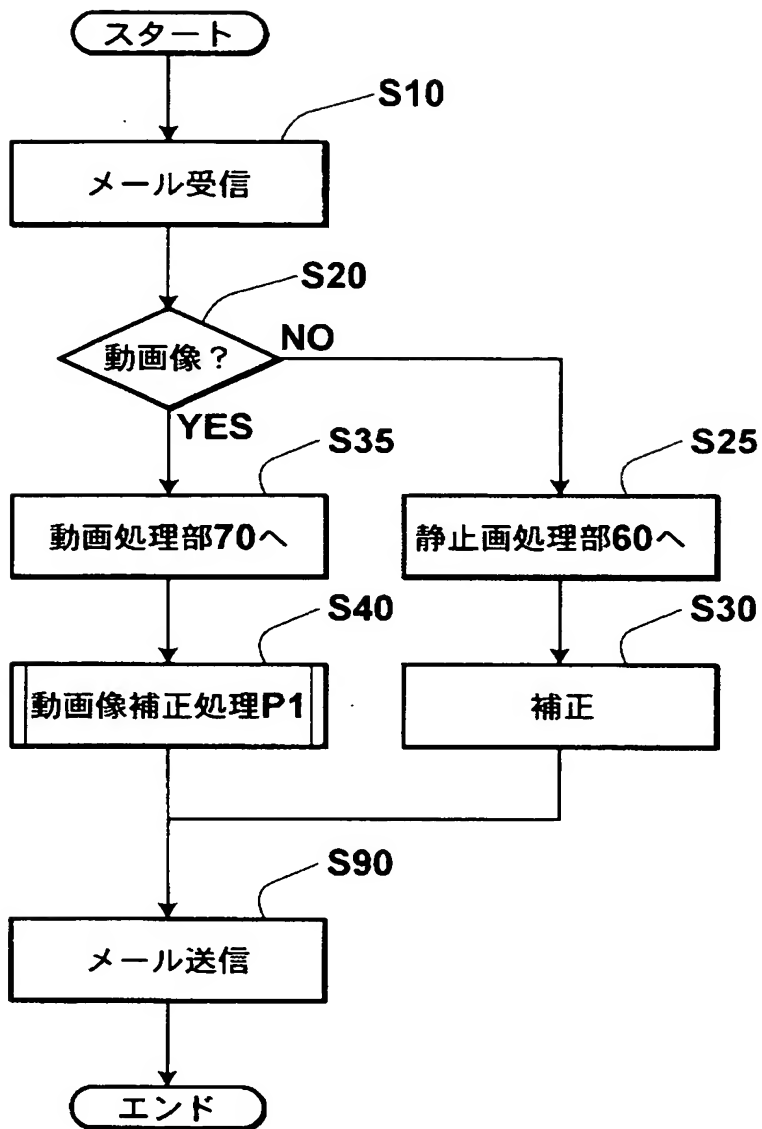 スタート
S10
メール受信
S20
動画像？
NO
YES
S35
動画処理部70へ
S25
静止画処理部60へ
S40
動画像補正処理P1
S30
補正
S90
メール送信
エンド